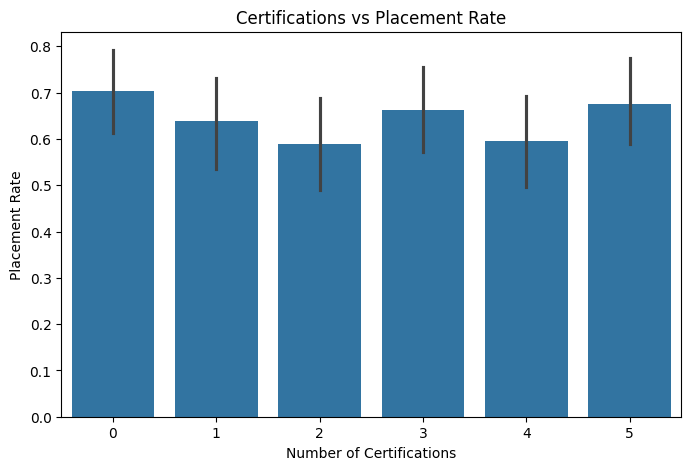 Certifications vs Placement Rate
0.8
0.7
0.6
0.5
0.4
0.3
0.2
0.1
0.0
Placement Rate
0 1 2 3 4 5
Number of Certifications